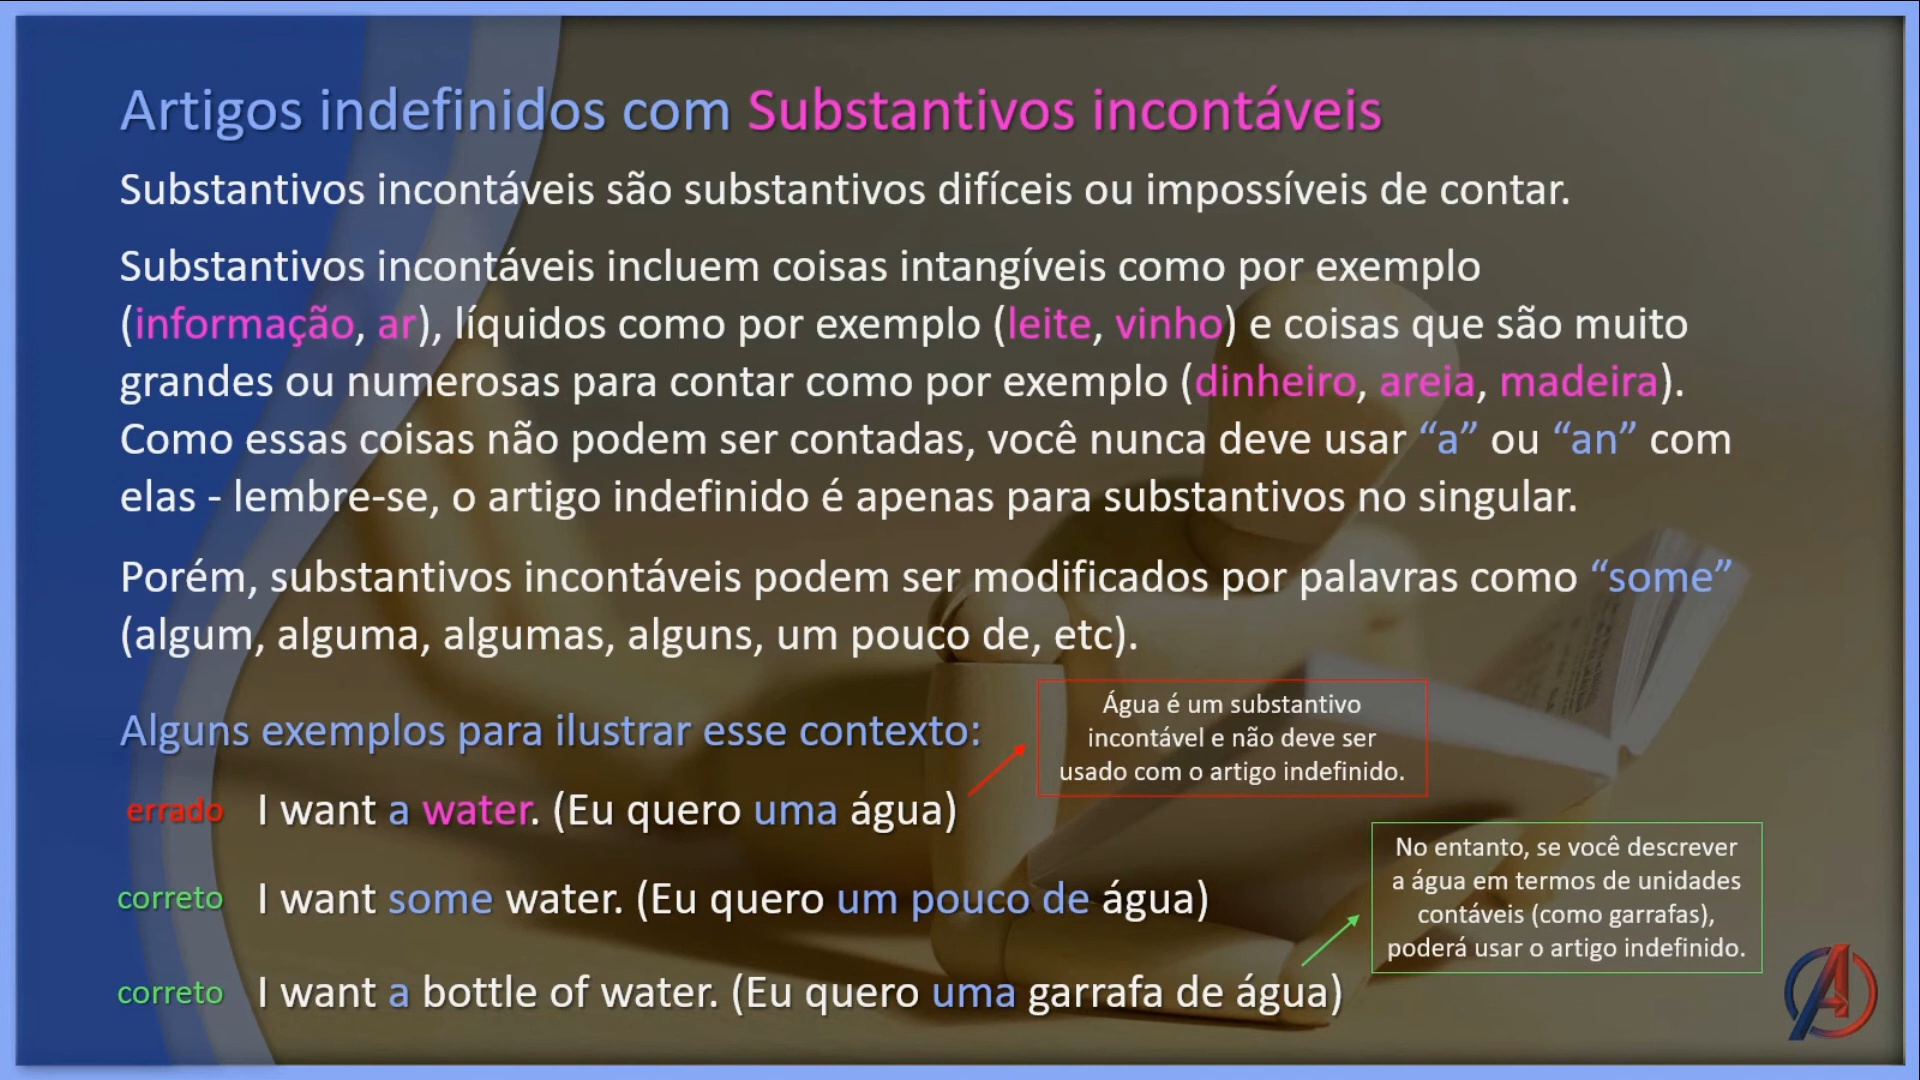 Artigos indefinidos com Substantivos incontáveis
Substantivos incontáveis são substantivos difíceis ou impossíveis de contar.
Substantivos incontáveis incluem coisas intangíveis como por exemplo
(informação, ar), líquidos como por exemplo (leite, vinho) e coisas que são muito
grandes ou numerosas para contar como por exemplo (dinheiro, areia, madeira).
Como essas coisas não podem ser contadas, você nunca deve usar “a” ou “an” com
elas - lembre-se, o artigo indefinido é apenas para substantivos no singular.
Porém, substantivos incontáveis podem ser modificados por palavras como “some”
(algum, alguma, algumas, alguns, um pouco de, etc).
Alguns exemplos para ilustrar esse contexto:
Água é um substantivo
incontável e não deve ser
usado com o artigo indefinido.
errado I want a water. (Eu quero uma água)
correto I want some water. (Eu quero um pouco de água)
No entanto, se você descrever
a água em termos de unidades
contáveis (como garrafas),
poderá usar o artigo indefinido.
correto I want a bottle of water. (Eu quero uma garrafa de água)